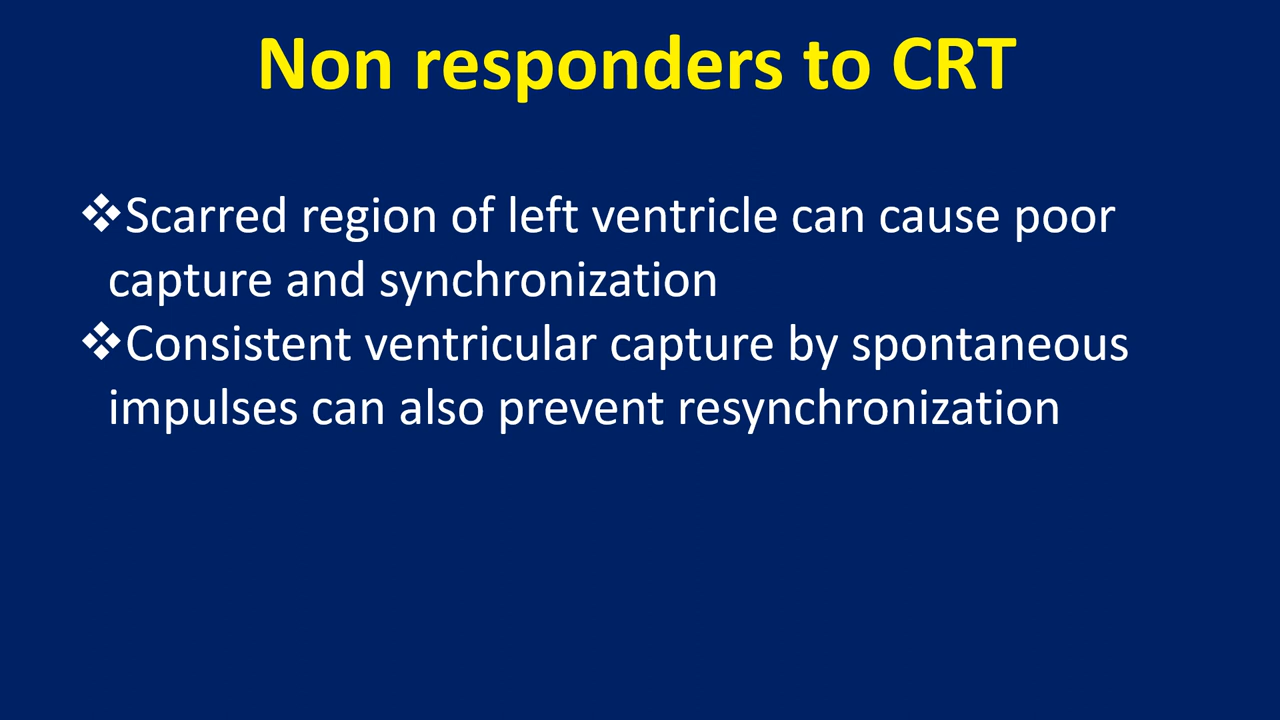 Non responders to CRT
❖Scarred region of left ventricle can cause poor
capture and synchronization
❖Consistent ventricular capture by spontaneous
impulses can also prevent resynchronization